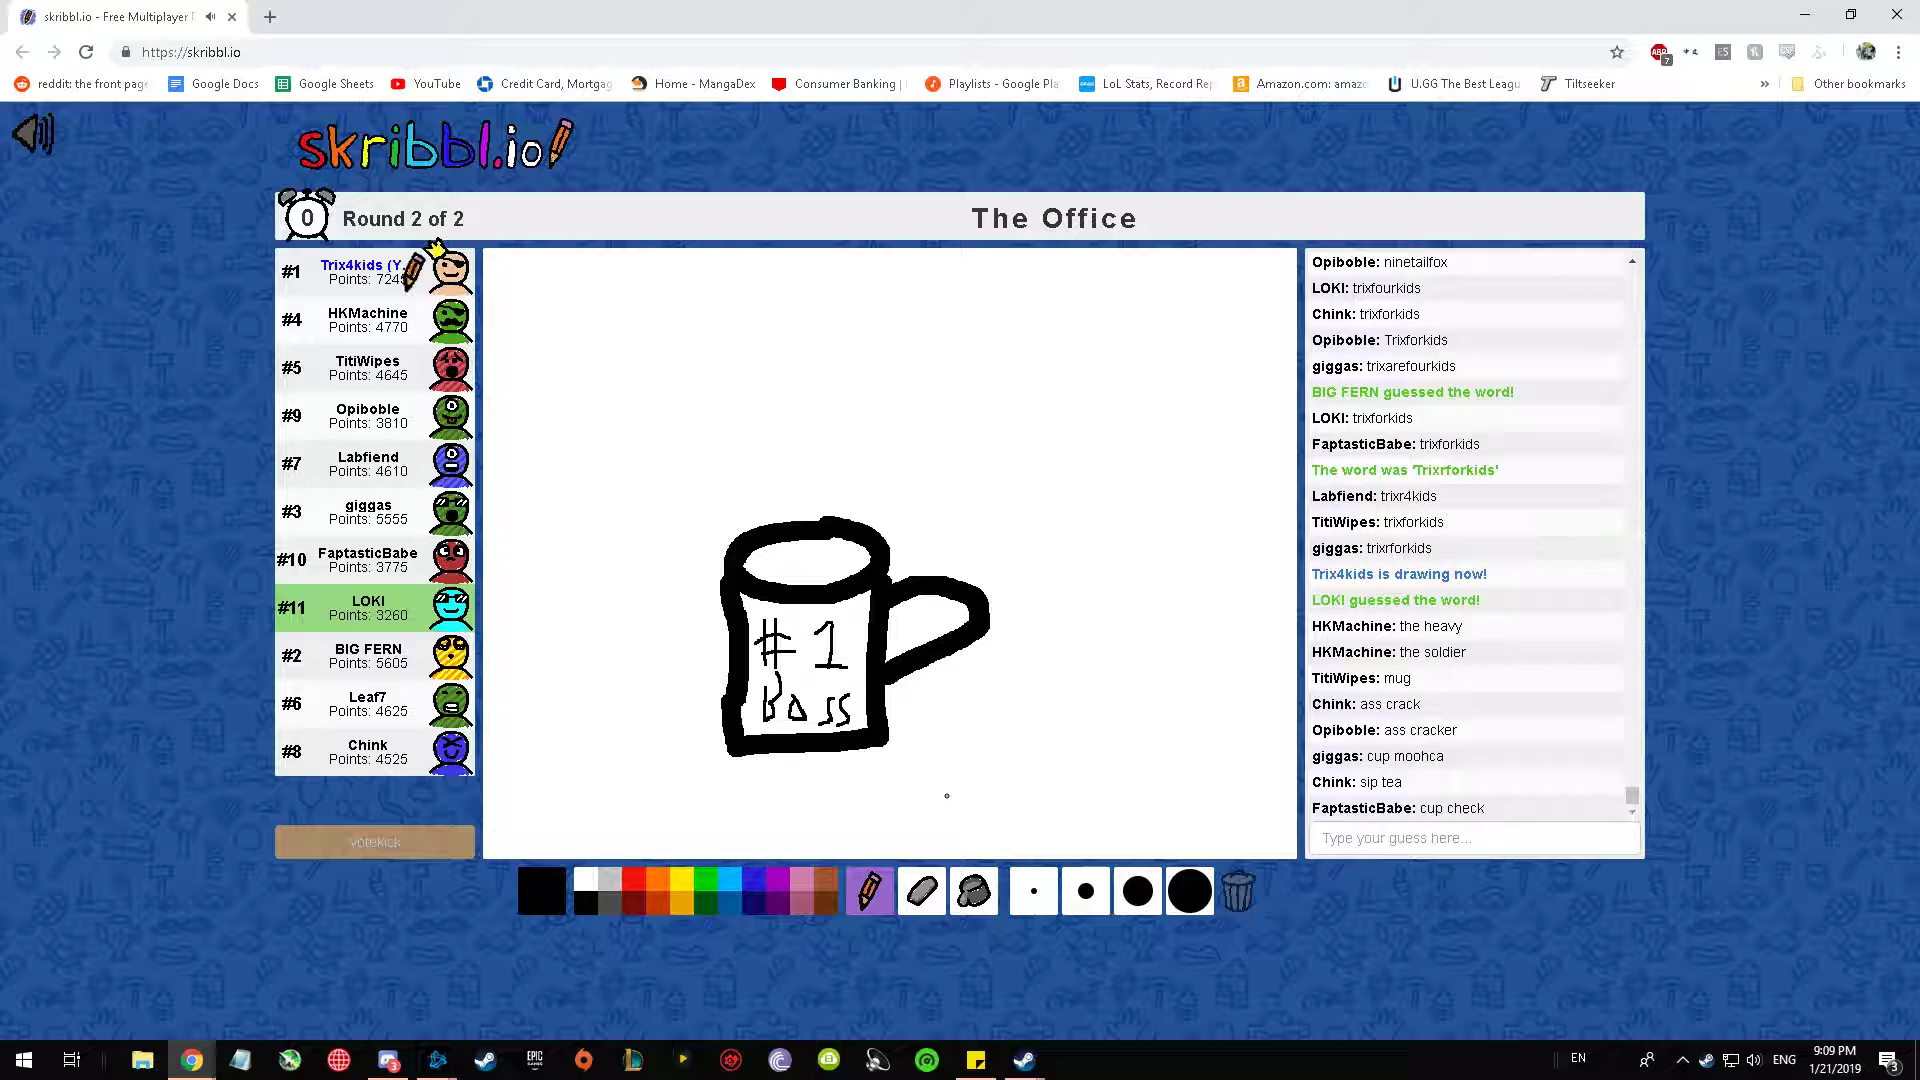 skribbl.io - Free Multiplayer D
https://skribbl.io
7
reddit: the front page
Google Docs
Google Sheets
YouTube
Credit Card, Mortgag
Home - MangaDex
Consumer Banking |
Playlists - Google Pla
LoL Stats, Record Rep
Amazon.com: amazo
U.GG The Best Leagu
Tiltseeker
»
Other bookmarks
skribbl.io
0
Round 2 of 2
The Office
#1 Trix4kids (Y...
Points: 7245
#4 HKMachine
Points: 4770
#5 TitiWipes
Points: 4645
#9 Opiboble
Points: 3810
#7 Labfiend
Points: 4610
#3 giggas
Points: 5555
#10 FaptasticBabe
Points: 3775
#11 LOKI
Points: 3260
#2 BIG FERN
Points: 5605
#6 Leaf7
Points: 4625
#8 Chink
Points: 4525
votekick
#1
Boss
Opiboble: ninetailfox
LOKI: trixfourkids
Chink: trixforkids
Opiboble: Trixforkids
giggas: trixarefourkids
BIG FERN guessed the word!
LOKI: trixforkids
FaptasticBabe: trixforkids
The word was 'Trixrforkids'
Labfiend: trixr4kids
TitiWipes: trixforkids
giggas: trixrforkids
Trix4kids is drawing now!
LOKI guessed the word!
HKMachine: the heavy
HKMachine: the soldier
TitiWipes: mug
Chink: ass crack
Opiboble: ass cracker
giggas: cup moohca
Chink: sip tea
FaptasticBabe: cup check
Type your guess here...
EPIC
GAMES
EN
ENG
9:09 PM
1/21/2019
3